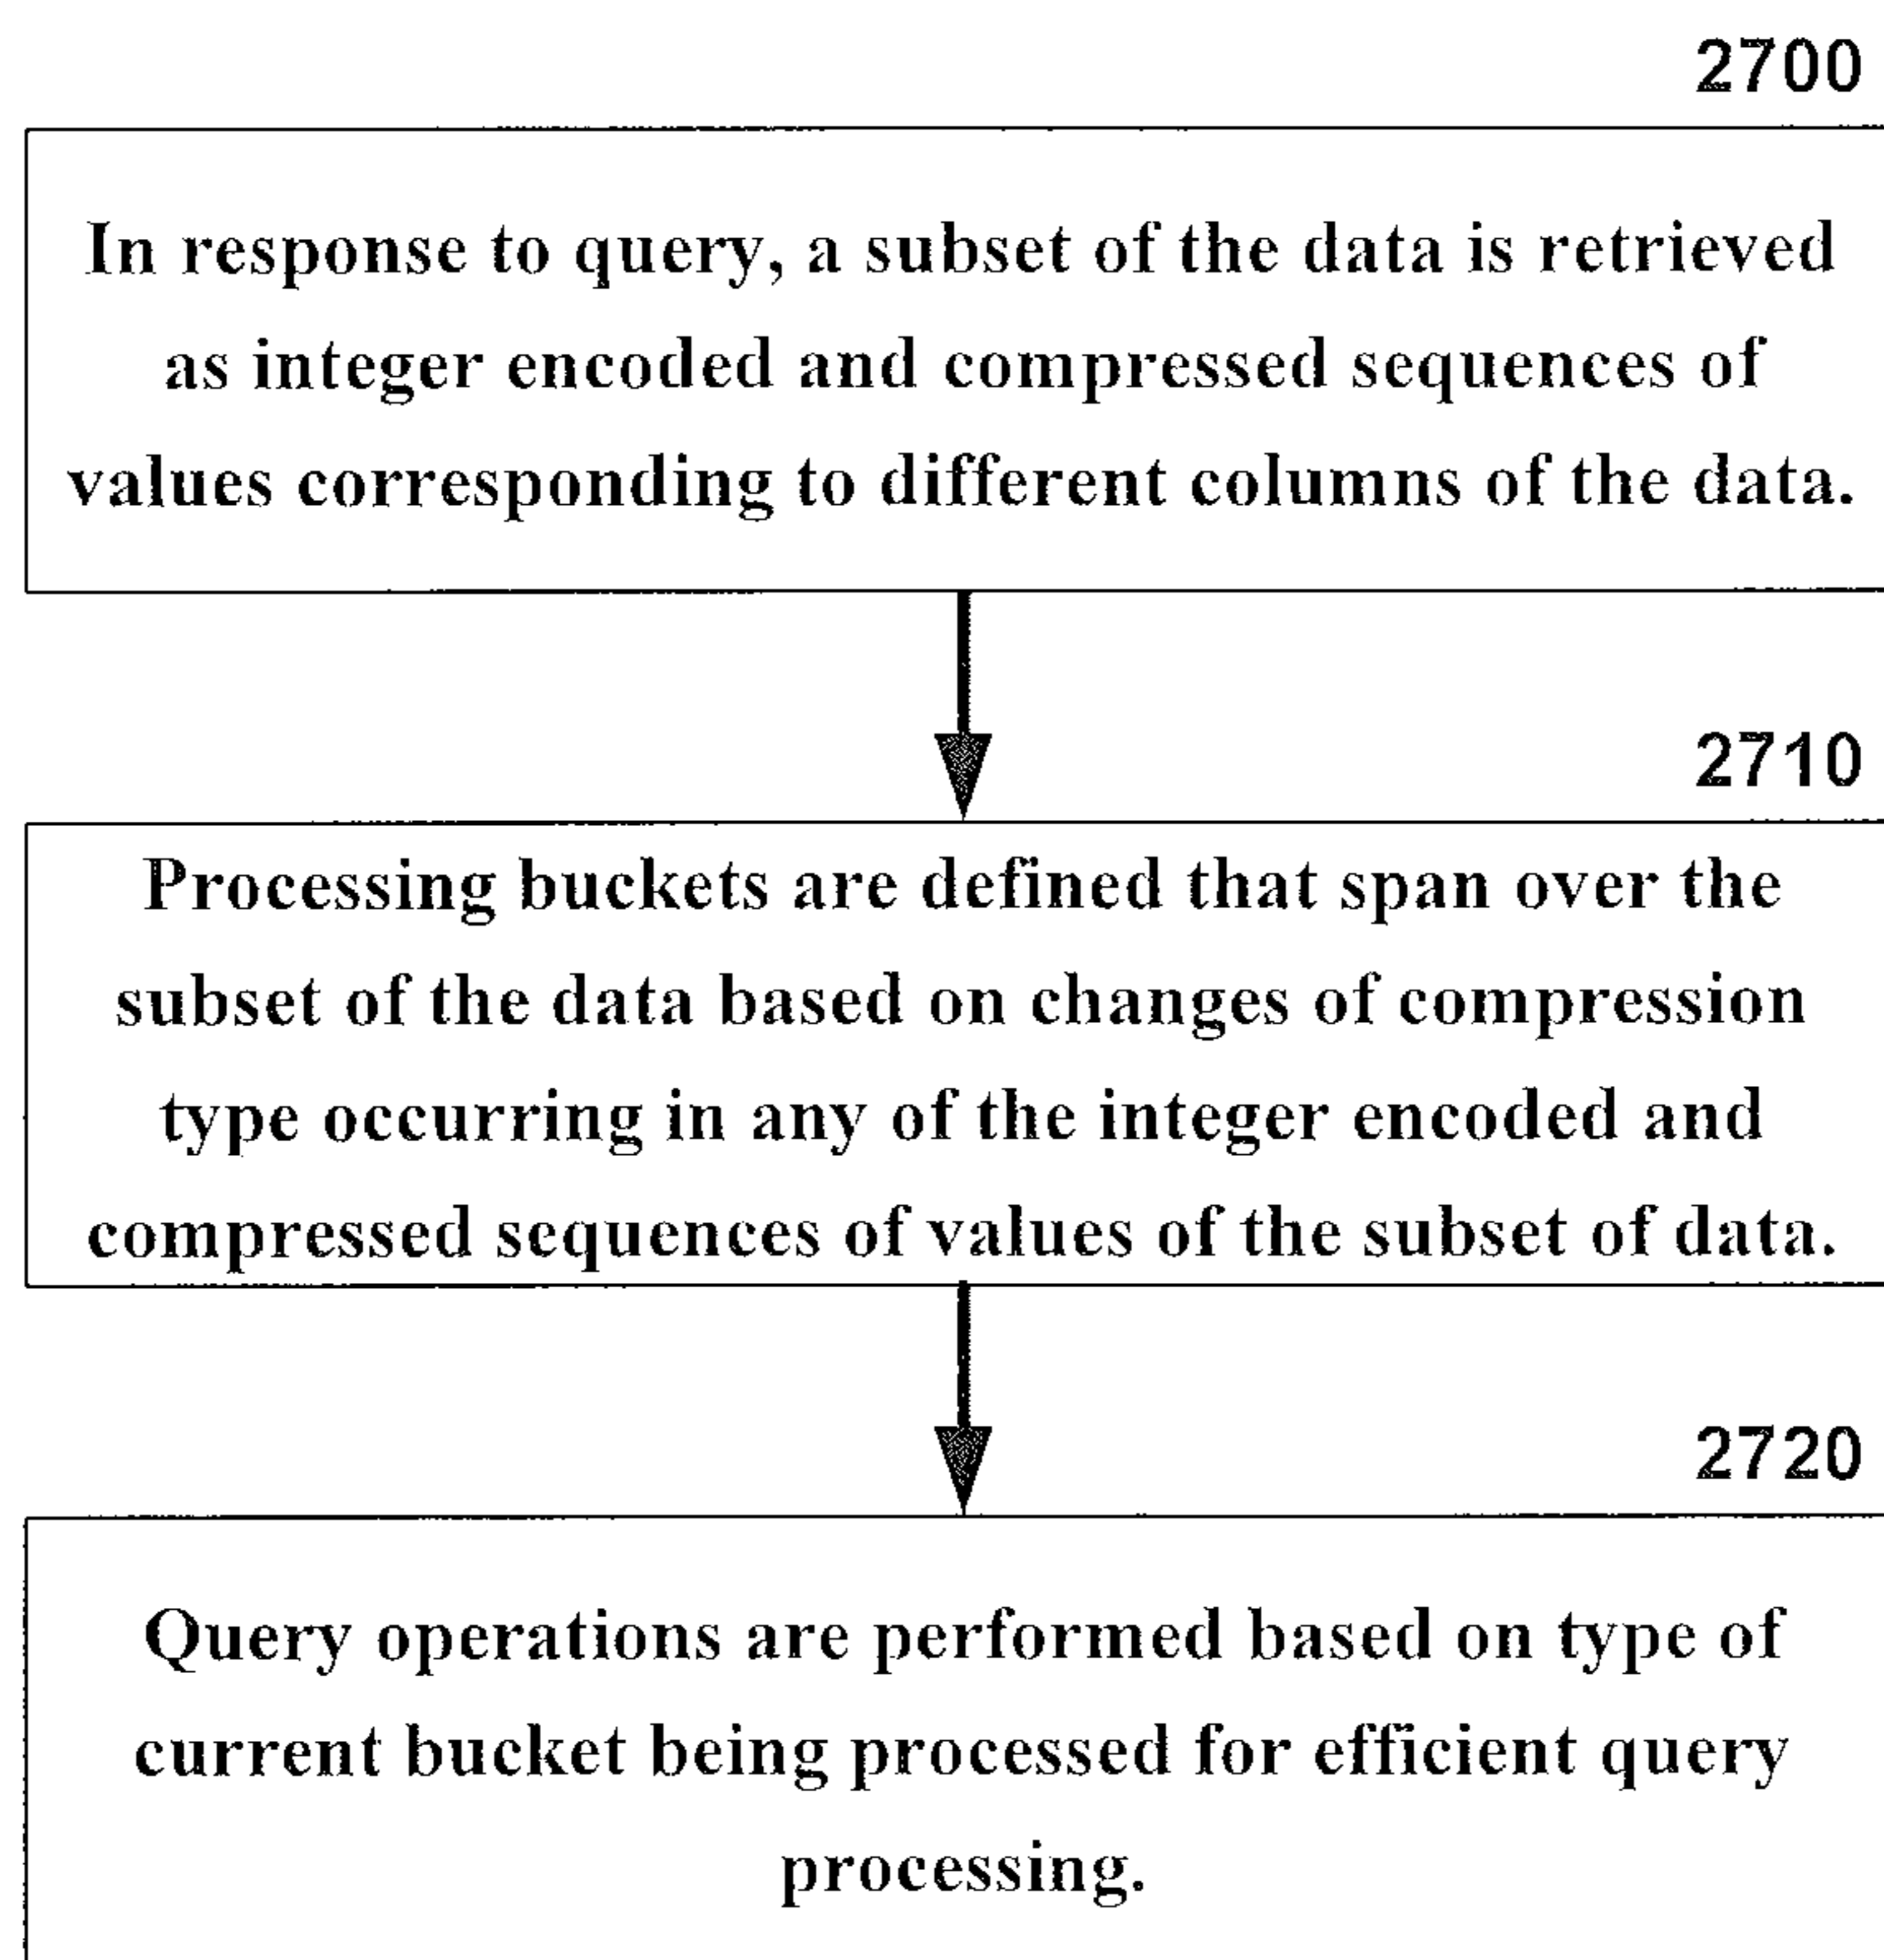 2700
In response to query, a subset of the data is retrieved
as integer encoded and compressed sequences of
values corresponding to different columns of the data.
2710
Processing buckets are defined that span over the
subset of the data based on changes of compression
type occurring in any of the integer encoded and
compressed sequences of values of the subset of data.
2720
Query operations are performed based on type of
current bucket being processed for efficient query
processing.